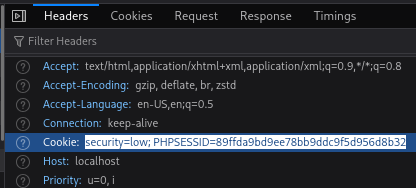 Headers Cookies Request Response Timings
Filter Headers
Accept: text/html,application/xhtml+xml,application/xml;q=0.9,*/*;q=0.8
Accept-Encoding: gzip, deflate, br, zstd
Accept-Language: en-US,en;q=0.5
Connection: keep-alive
Cookie: security=low; PHPSESSID=89ffda9bd9ee78bb9ddc9f5d956d8b32
Host: localhost
Priority: u=0, i